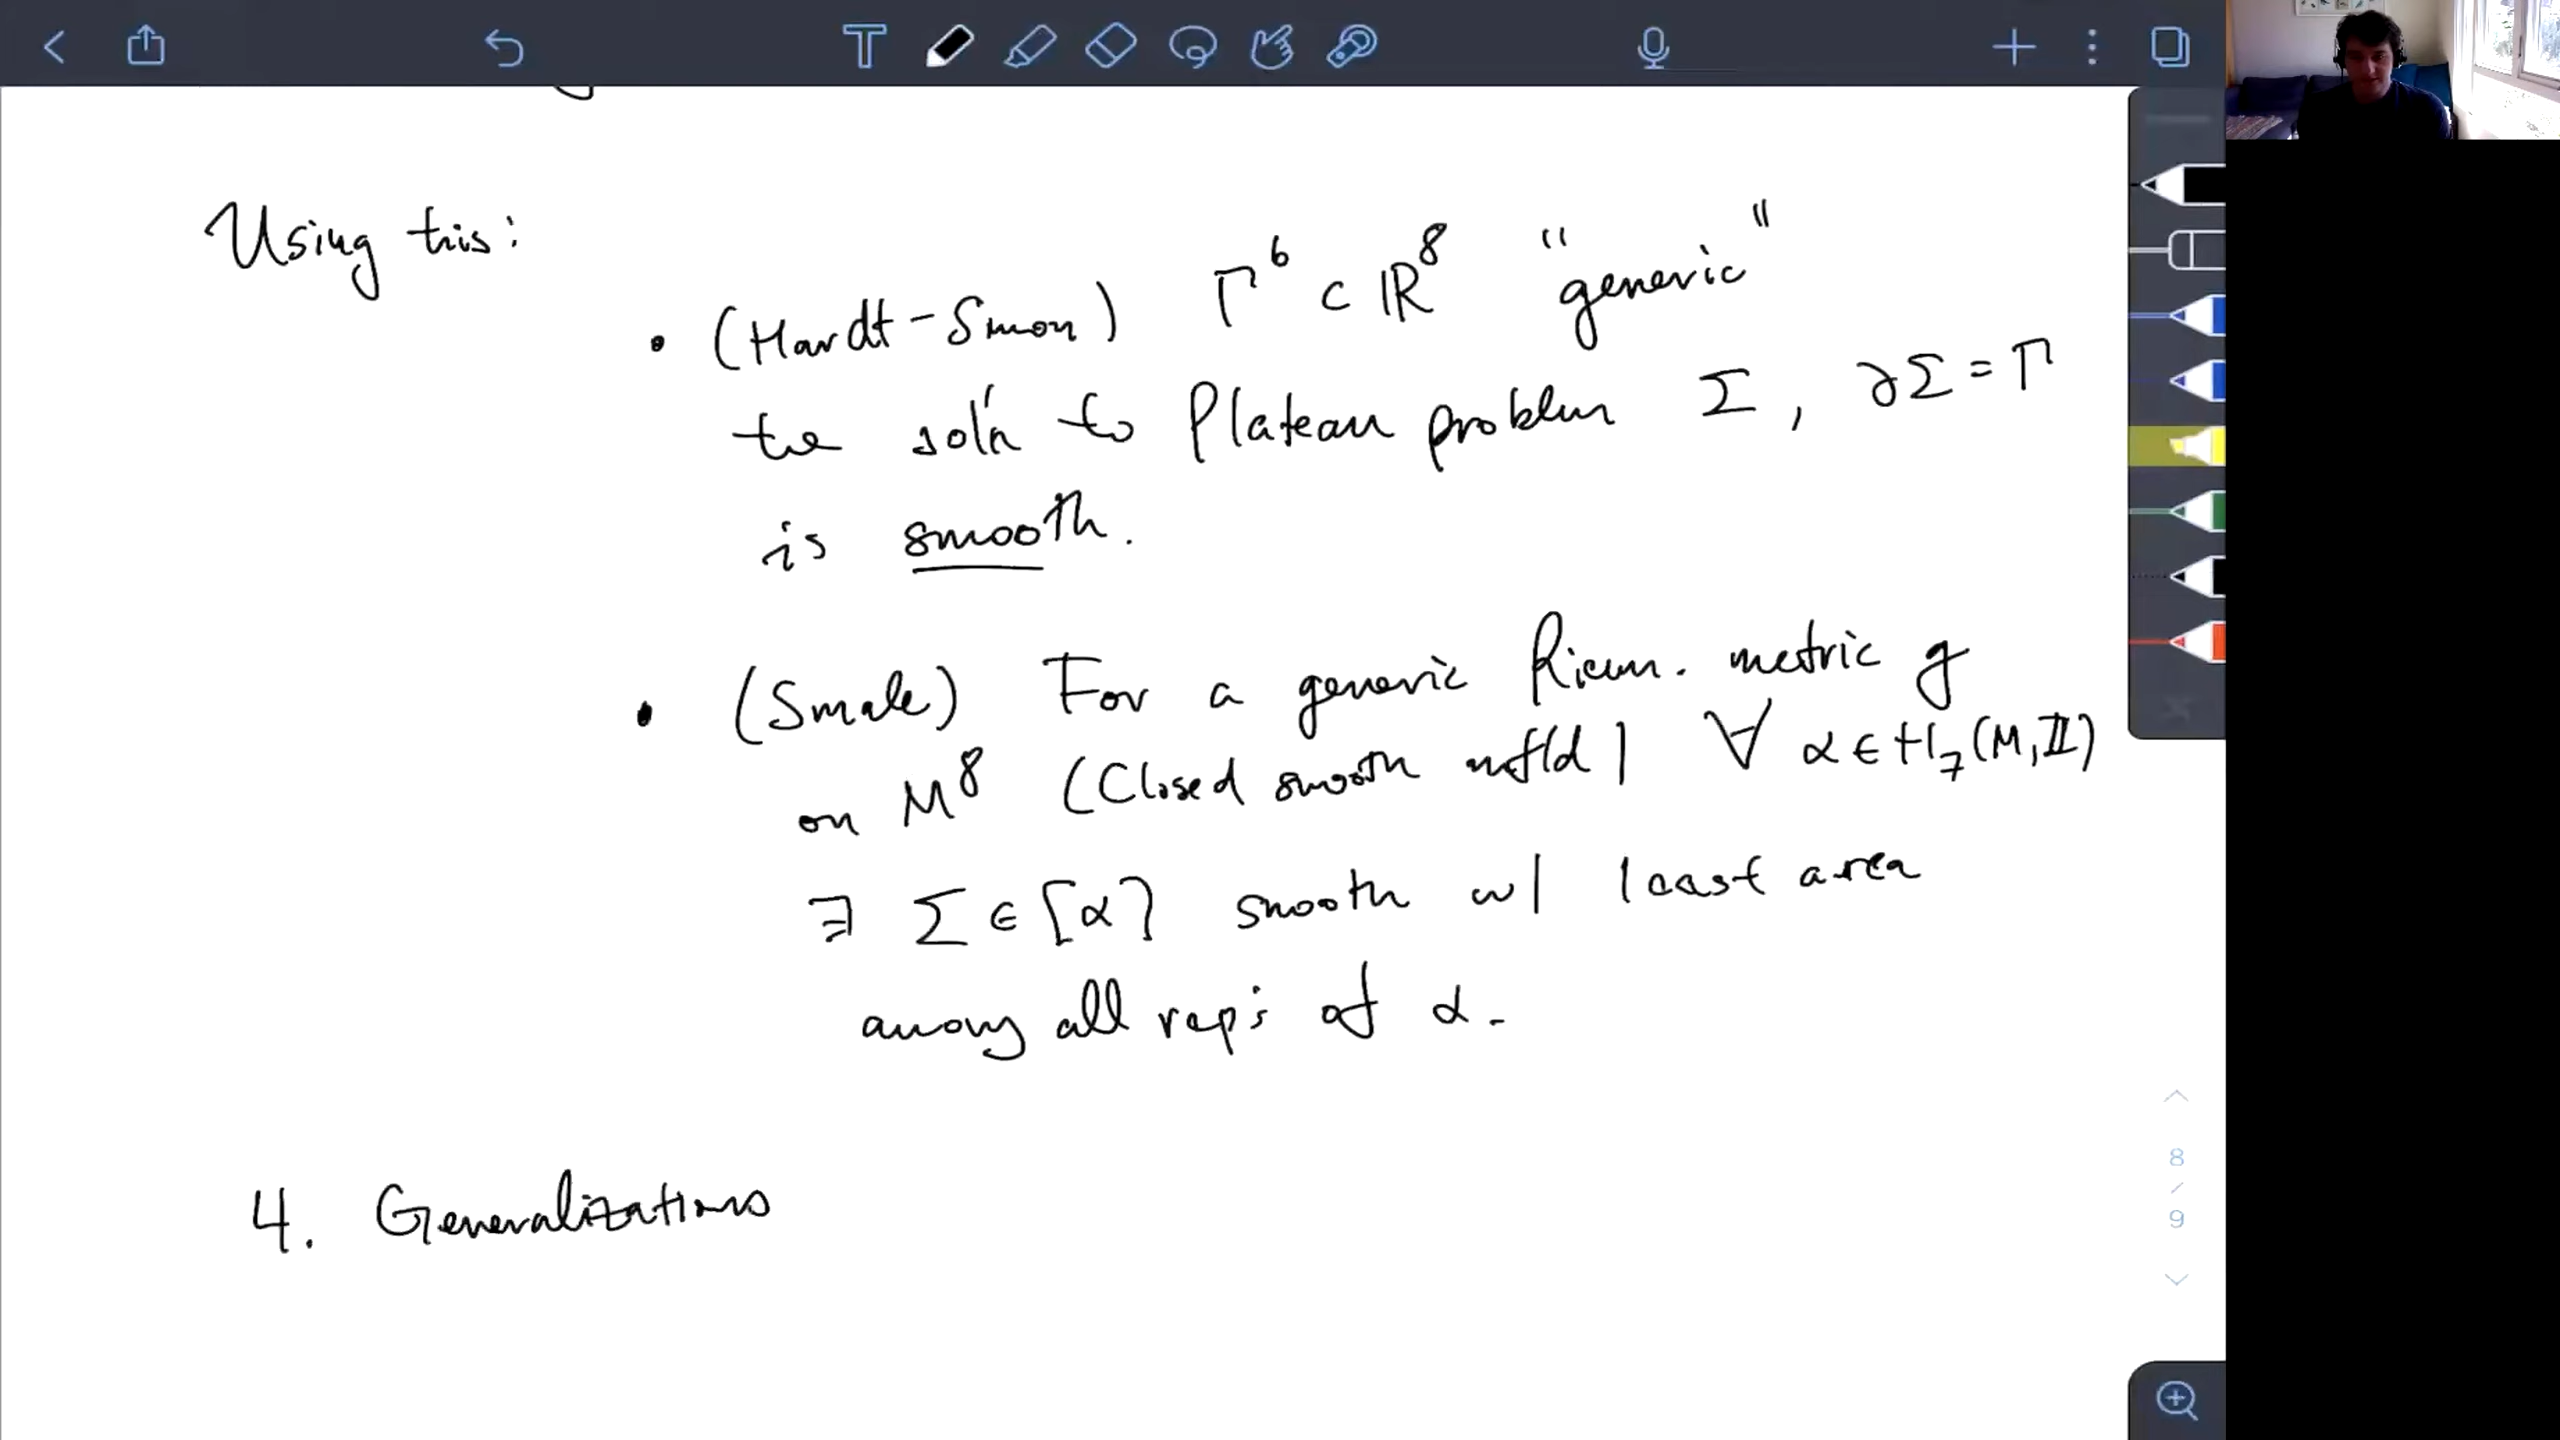 Using this:
• (Hardt-Simon) Γ⁶ ⊂ ℝ⁸ "generic"
the sol'n to Plateau problem Σ, ∂Σ = Γ
is smooth.
• (Smale) For a generic Riem. metric g
on M⁸ (Closed smooth mfld) ∀ α ∈ H₇(M,ℤ)
∃ Σ ∈ [α] smooth w/ least area
among all rep's of α.
4. Generalizations
8
/
9